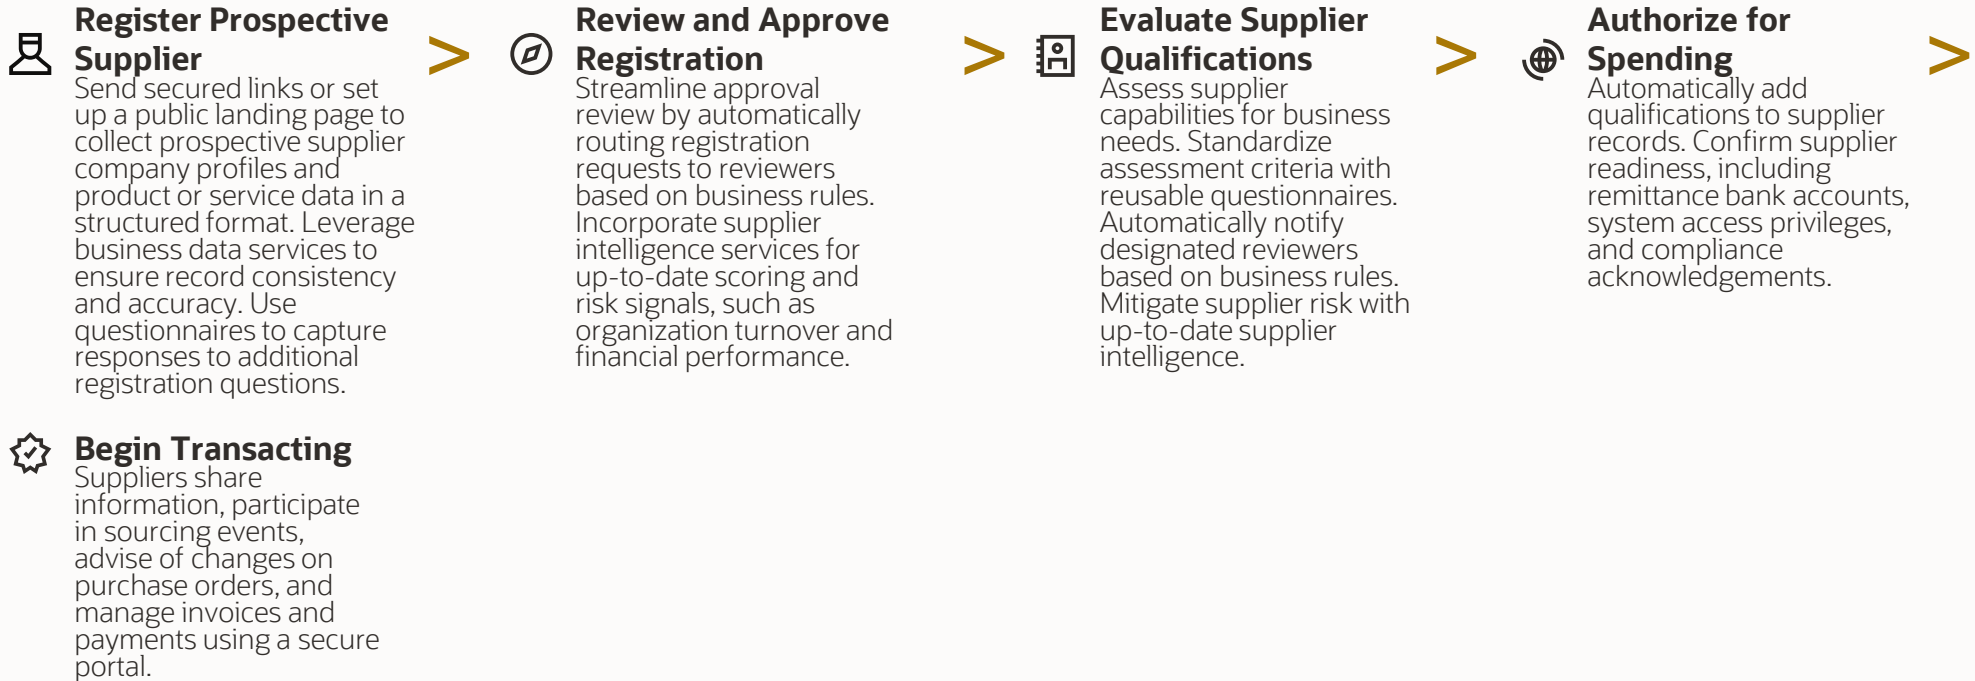 Register Prospective
Supplier
Send secured links or set
up a public landing page to
collect prospective supplier
company profiles and
product or service data in a
structured format. Leverage
business data services to
ensure record consistency
and accuracy. Use
questionnaires to capture
responses to additional
registration questions.
>
Review and Approve
Registration
Streamline approval
review by automatically
routing registration
requests to reviewers
based on business rules.
Incorporate supplier
intelligence services for
up-to-date scoring and
risk signals, such as
organization turnover and
financial performance.
>
Evaluate Supplier
Qualifications
Assess supplier
capabilities for business
needs. Standardize
assessment criteria with
reusable questionnaires.
Automatically notify
designated reviewers
based on business rules.
Mitigate supplier risk with
up-to-date supplier
intelligence.
>
Authorize for
Spending
Automatically add
qualifications to supplier
records. Confirm supplier
readiness, including
remittance bank accounts,
system access privileges,
and compliance
acknowledgements.
>
Begin Transacting
Suppliers share
information, participate
in sourcing events,
advise of changes on
purchase orders, and
manage invoices and
payments using a secure
portal.